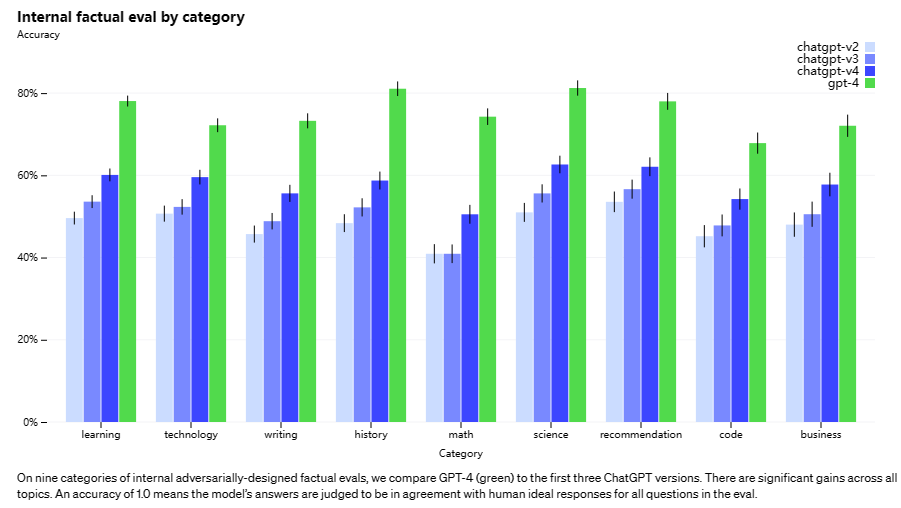 Internal factual eval by category
Accuracy
chatgpt-v2
chatgpt-v3
chatgpt-v4
gpt-4
80%
60%
40%
20%
0%
learning technology writing history math science recommendation code business
Category
On nine categories of internal adversarially-designed factual evals, we compare GPT-4 (green) to the first three ChatGPT versions. There are significant gains across all
topics. An accuracy of 1.0 means the model's answers are judged to be in agreement with human ideal responses for all questions in the eval.